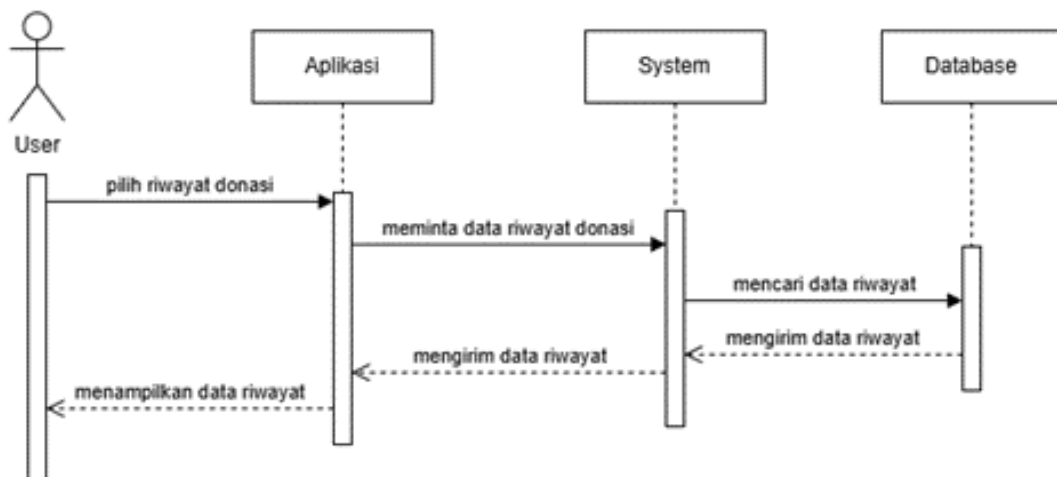 Aplikasi
System
Database
User
pilih riwayat donasi
meminta data riwayat donasi
mencari data riwayat
mengirim data riwayat
mengirim data riwayat
menampilkan data riwayat